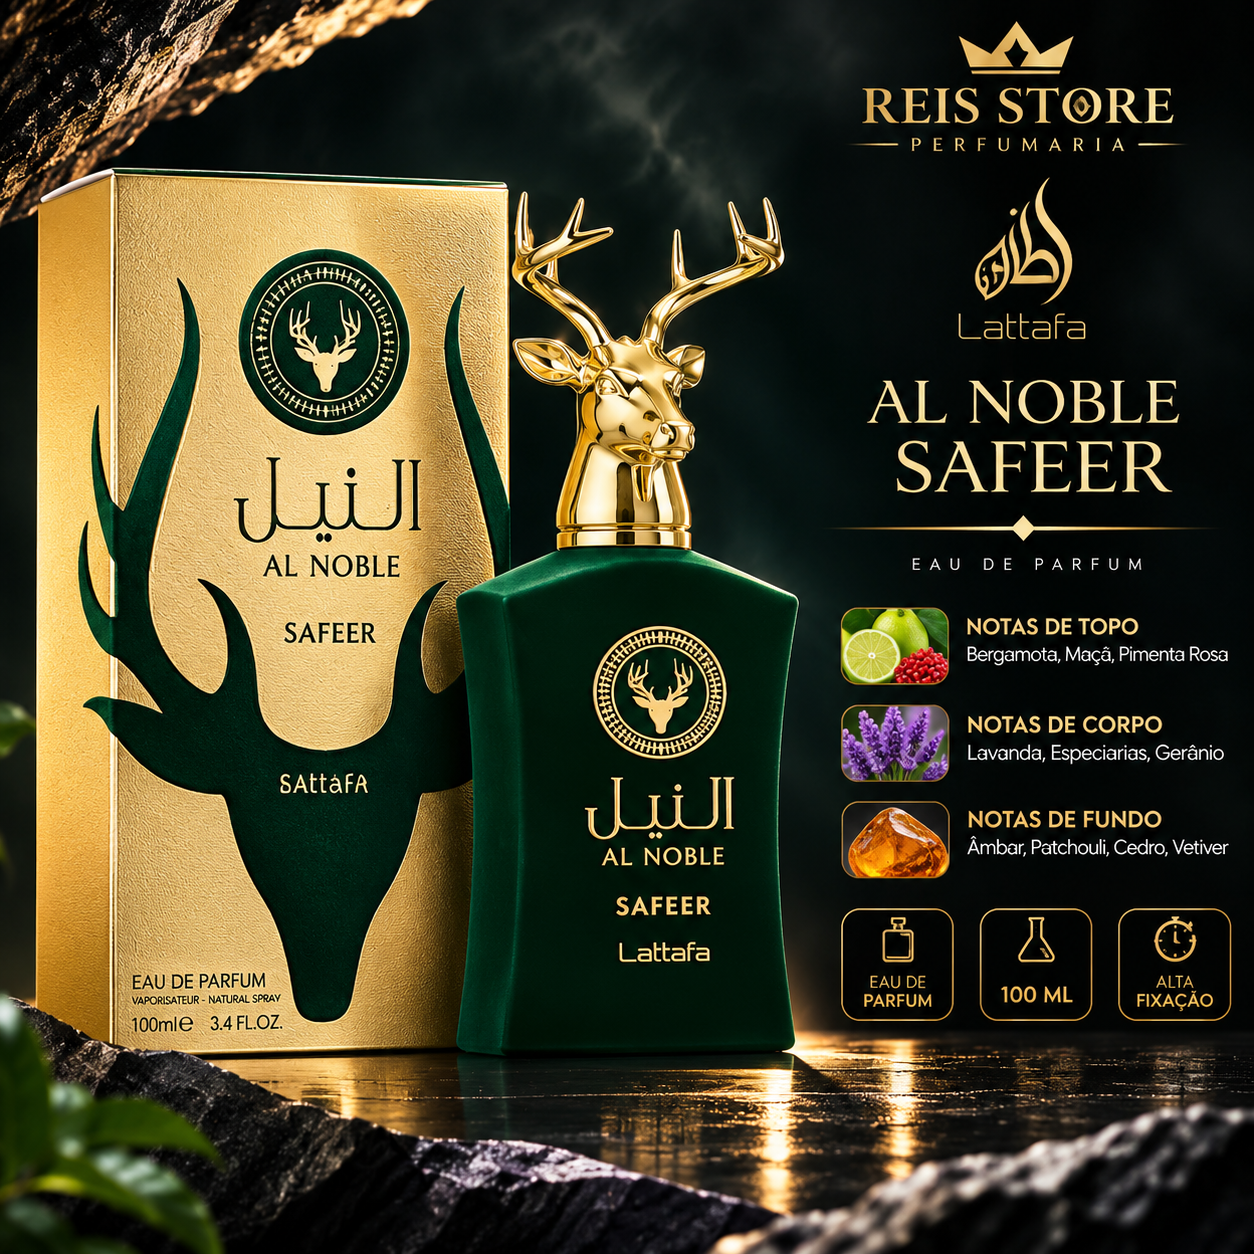 REIS STORE
PERFUMARIA
Lattafa
AL NOBLE
SAFEER
EAU DE PARFUM
NOTAS DE TOPO
Bergamota, Maçã, Pimenta Rosa
NOTAS DE CORPO
Lavanda, Especiarias, Gerânio
NOTAS DE FUNDO
Âmbar, Patchouli, Cedro, Vetiver
EAU DE
PARFUM
100 ML
ALTA
FIXAÇÃO
النيل
AL NOBLE
SAFEER
SAttafA
EAU DE PARFUM
VAPORISATEUR - NATURAL SPRAY
100ml℮ 3.4 FL.OZ.
النيل
AL NOBLE
SAFEER
Lattafa